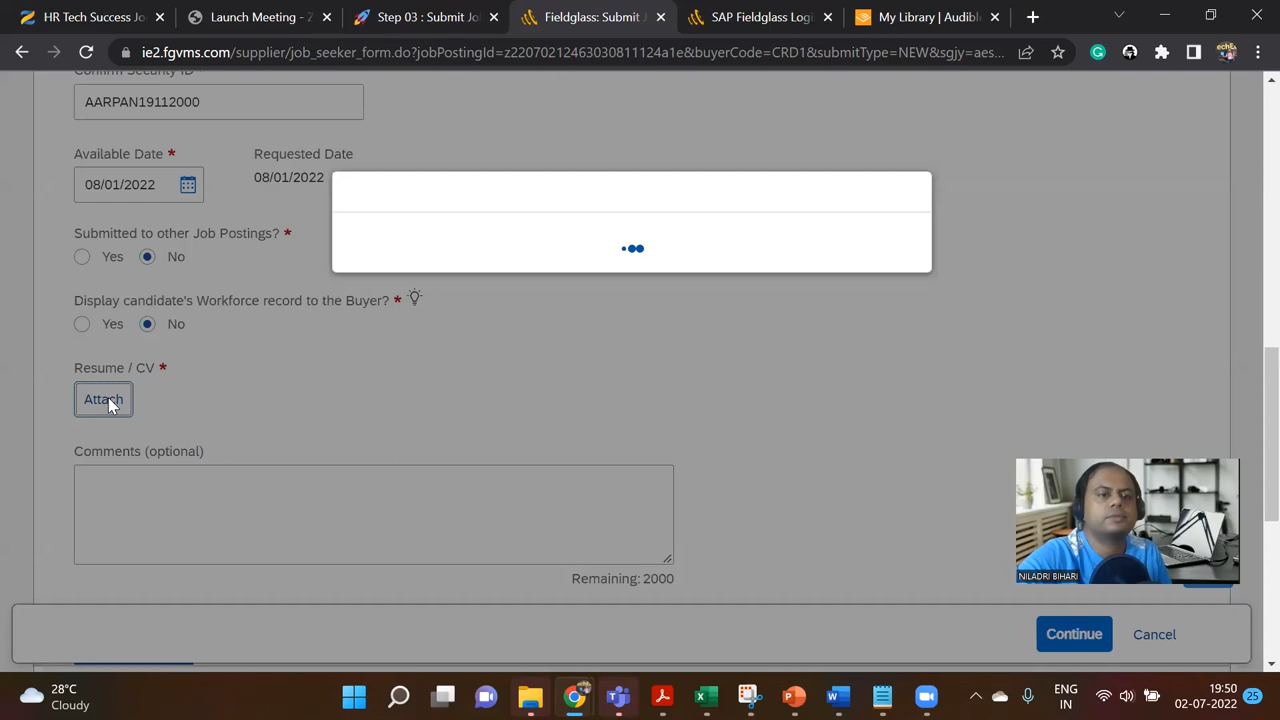 HR Tech Success Jo
Launch Meeting - Z
Step 03 : Submit Jo
Fieldglass: Submit J
SAP Fieldglass Logi
My Library | Audibl
ie2.fgvms.com/supplier/job_seeker_form.do?jobPostingId=z22070212463030811124a1e&buyerCode=CRD1&submitType=NEW&sgjy=aes...
Confirm Security ID *
AARPAN19112000
Available Date *
Requested Date
08/01/2022
08/01/2022
Submitted to other Job Postings? *
Yes
No
Display candidate's Workforce record to the Buyer? *
Yes
No
Resume / CV *
Attach
Comments (optional)
Remaining: 2000
NILADRI BIHARI
Continue
Cancel
28°C
Cloudy
ENG
IN
19:50
02-07-2022
25